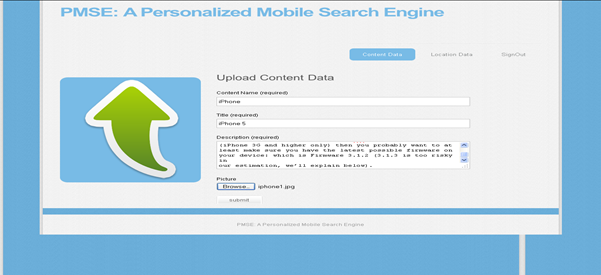 PMSE: A Personalized Mobile Search Engine
Content Data Location Data SignOut
Upload Content Data
Content Name (required)
iPhone
Title (required)
iPhone 5
Description (required)
(iPhone 3G and higher only) then you probably want to at
least make sure you have the latest possible firmware on
your device; Which is Firmware 3.1.2 (3.1.3 is too risky
in
our estimation, we'll explain below).
Picture
Browse.. iphone1.jpg
submit
PMSE: A Personalized Mobile Search Engine